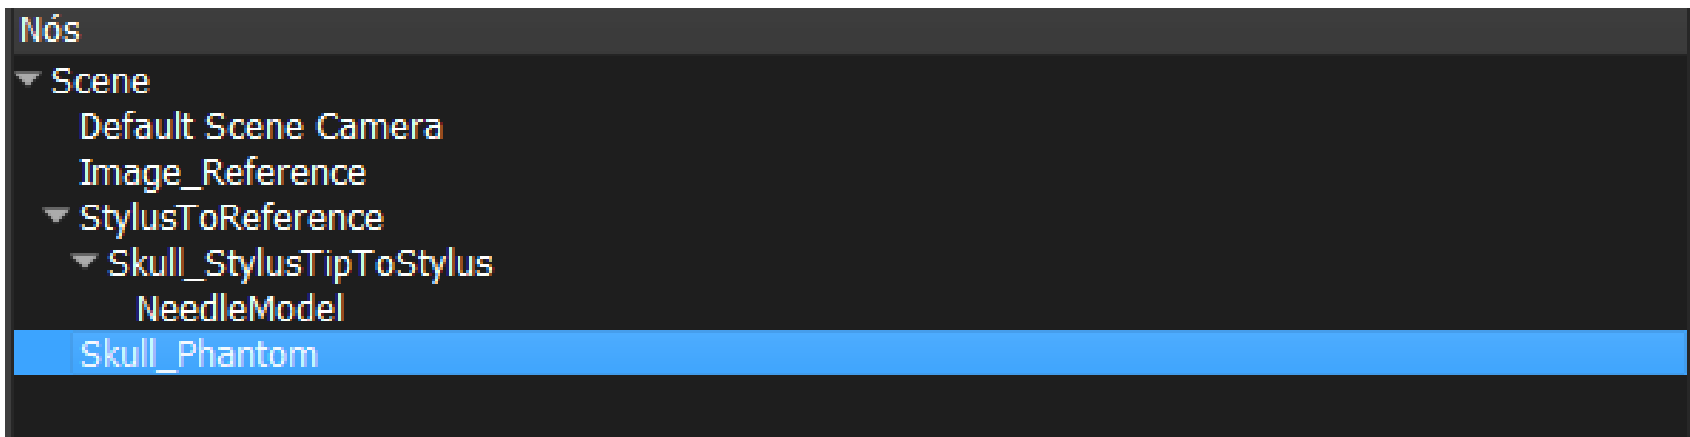 Nós
Scene
Default Scene Camera
Image_Reference
StylusToReference
Skull_StylusTipToStylus
NeedleModel
Skull_Phantom